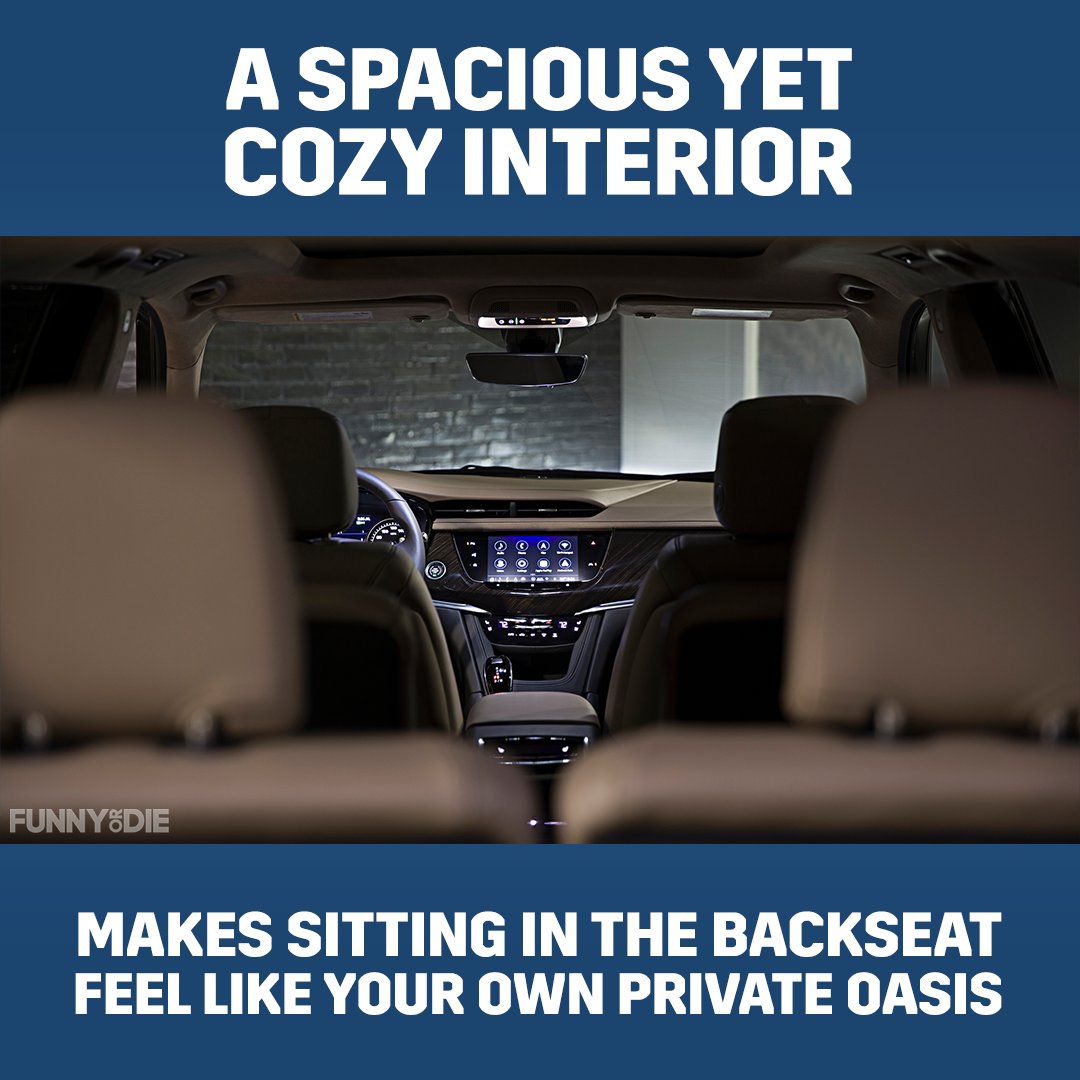 A SPACIOUS YET
COZY INTERIOR
FUNNY OR DIE
MAKES SITTING IN THE BACKSEAT
FEEL LIKE YOUR OWN PRIVATE OASIS